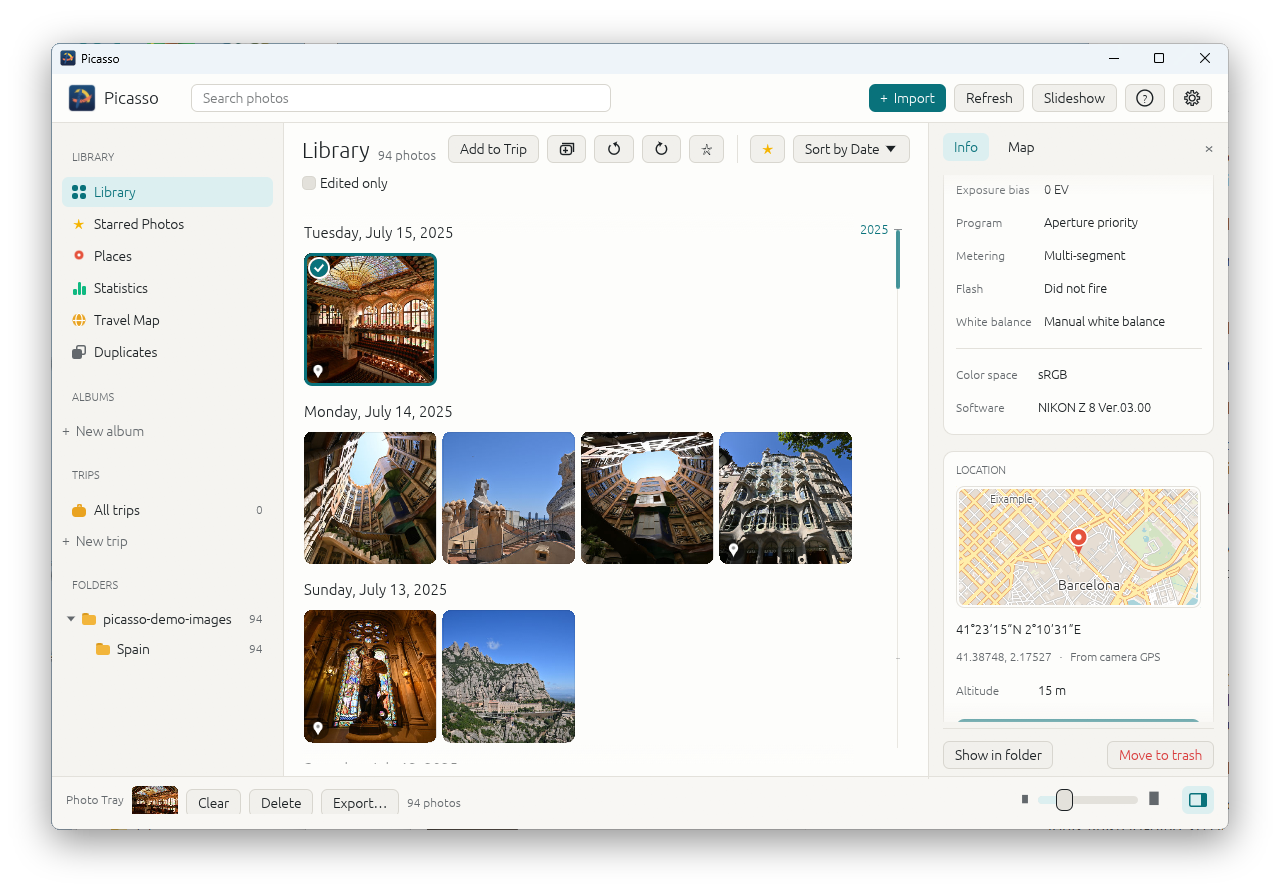 Picasso
Picasso
Search photos
+ Import
Refresh
Slideshow
?
LIBRARY
Library
Starred Photos
Places
Statistics
Travel Map
Duplicates
ALBUMS
+ New album
TRIPS
All trips 0
+ New trip
FOLDERS
picasso-demo-images 94
Spain 94
Library 94 photos
Add to Trip
Sort by Date
Edited only
2025
Tuesday, July 15, 2025
Monday, July 14, 2025
Sunday, July 13, 2025
Info
Map
×
Exposure bias 0 EV
Program Aperture priority
Metering Multi-segment
Flash Did not fire
White balance Manual white balance
Color space sRGB
Software NIKON Z 8 Ver.03.00
LOCATION
Eixample
Barcelona
41°23′15″N 2°10′31″E
41.38748, 2.17527 · From camera GPS
Altitude 15 m
Show in folder
Move to trash
Photo Tray
Clear
Delete
Export…
94 photos